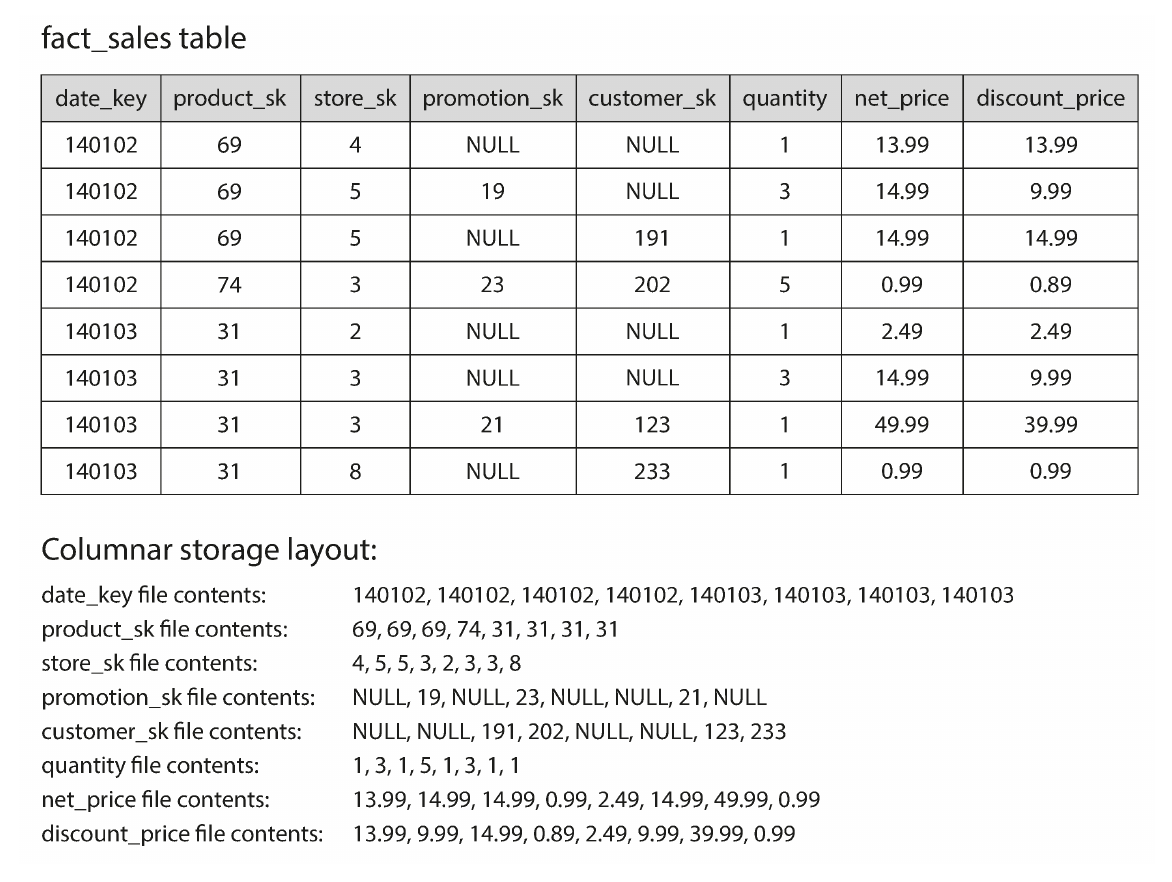 fact_sales table
date_key product_sk store_sk promotion_sk customer_sk quantity net_price discount_price
140102 69 4 NULL NULL 1 13.99 13.99
140102 69 5 19 NULL 3 14.99 9.99
140102 69 5 NULL 191 1 14.99 14.99
140102 74 3 23 202 5 0.99 0.89
140103 31 2 NULL NULL 1 2.49 2.49
140103 31 3 NULL NULL 3 14.99 9.99
140103 31 3 21 123 1 49.99 39.99
140103 31 8 NULL 233 1 0.99 0.99
Columnar storage layout:
date_key file contents: 140102, 140102, 140102, 140102, 140103, 140103, 140103, 140103
product_sk file contents: 69, 69, 69, 74, 31, 31, 31, 31
store_sk file contents: 4, 5, 5, 3, 2, 3, 3, 8
promotion_sk file contents: NULL, 19, NULL, 23, NULL, NULL, 21, NULL
customer_sk file contents: NULL, NULL, 191, 202, NULL, NULL, 123, 233
quantity file contents: 1, 3, 1, 5, 1, 3, 1, 1
net_price file contents: 13.99, 14.99, 14.99, 0.99, 2.49, 14.99, 49.99, 0.99
discount_price file contents: 13.99, 9.99, 14.99, 0.89, 2.49, 9.99, 39.99, 0.99